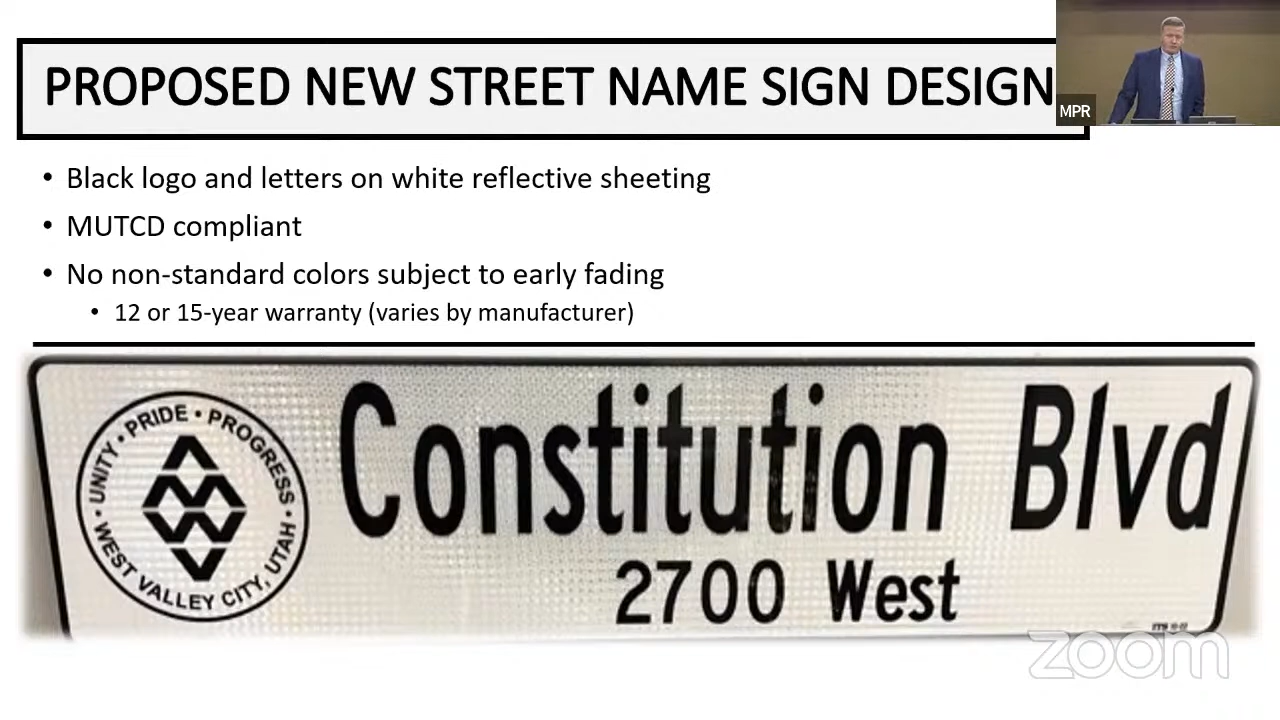 PROPOSED NEW STREET NAME SIGN DESIGN
MPR
• Black logo and letters on white reflective sheeting
• MUTCD compliant
• No non-standard colors subject to early fading
• 12 or 15-year warranty (varies by manufacturer)
• UNITY • PRIDE • PROGRESS •
WEST VALLEY CITY, UTAH
Constitution Blvd
2700 West
zoom